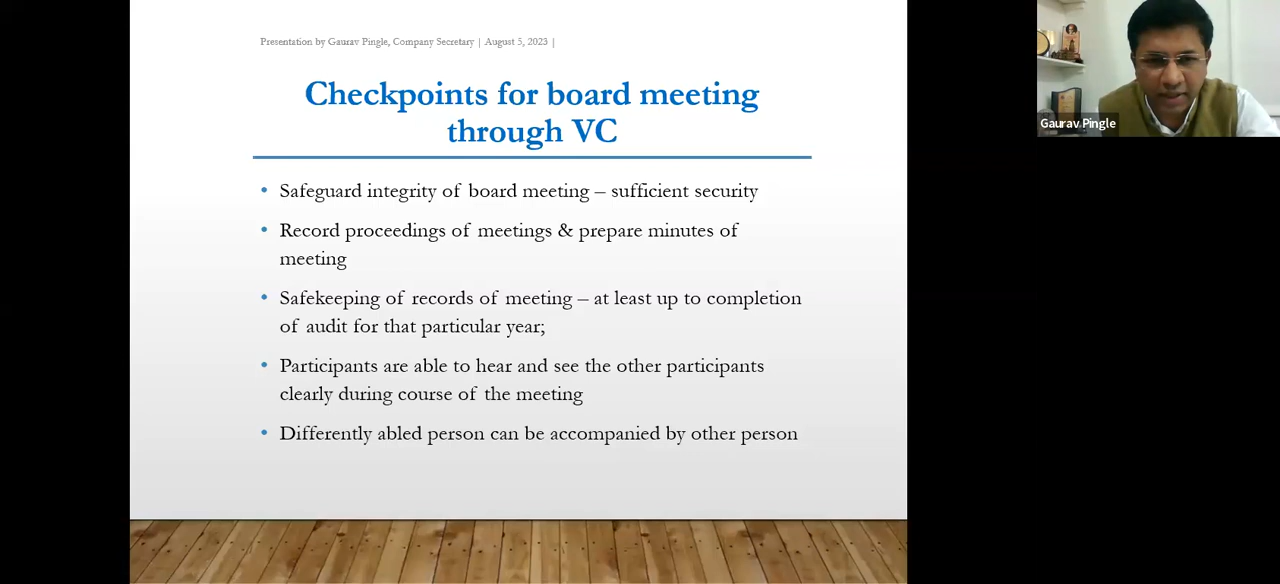 Presentation by Gaurav Pingle, Company Secretary | August 5, 2023 |
Checkpoints for board meeting
through VC
• Safeguard integrity of board meeting – sufficient security
• Record proceedings of meetings & prepare minutes of
meeting
• Safekeeping of records of meeting – at least up to completion
of audit for that particular year;
• Participants are able to hear and see the other participants
clearly during course of the meeting
• Differently abled person can be accompanied by other person
Gaurav Pingle